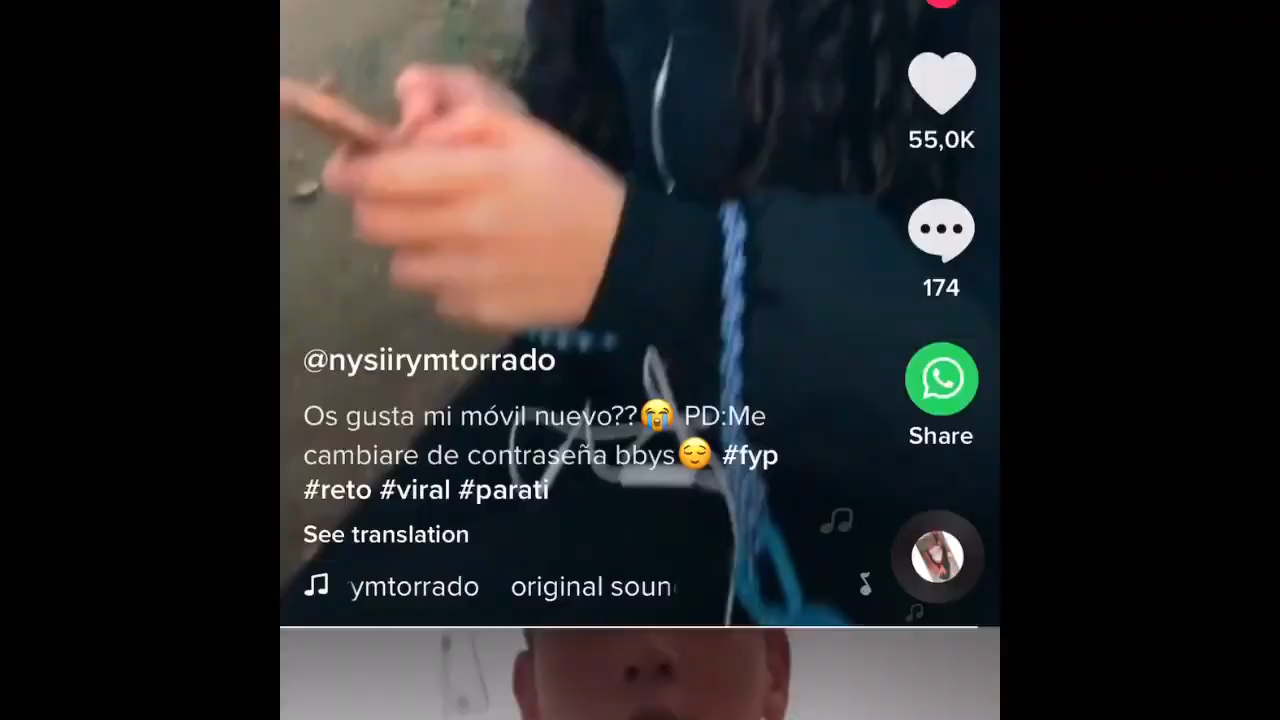 55,0K
174
@nysiirymtorrado
Os gusta mi móvil nuevo??😭 PD:Me
cambiare de contraseña bbys😌 #fyp
#reto #viral #parati
Share
See translation
ymtorrado original soun